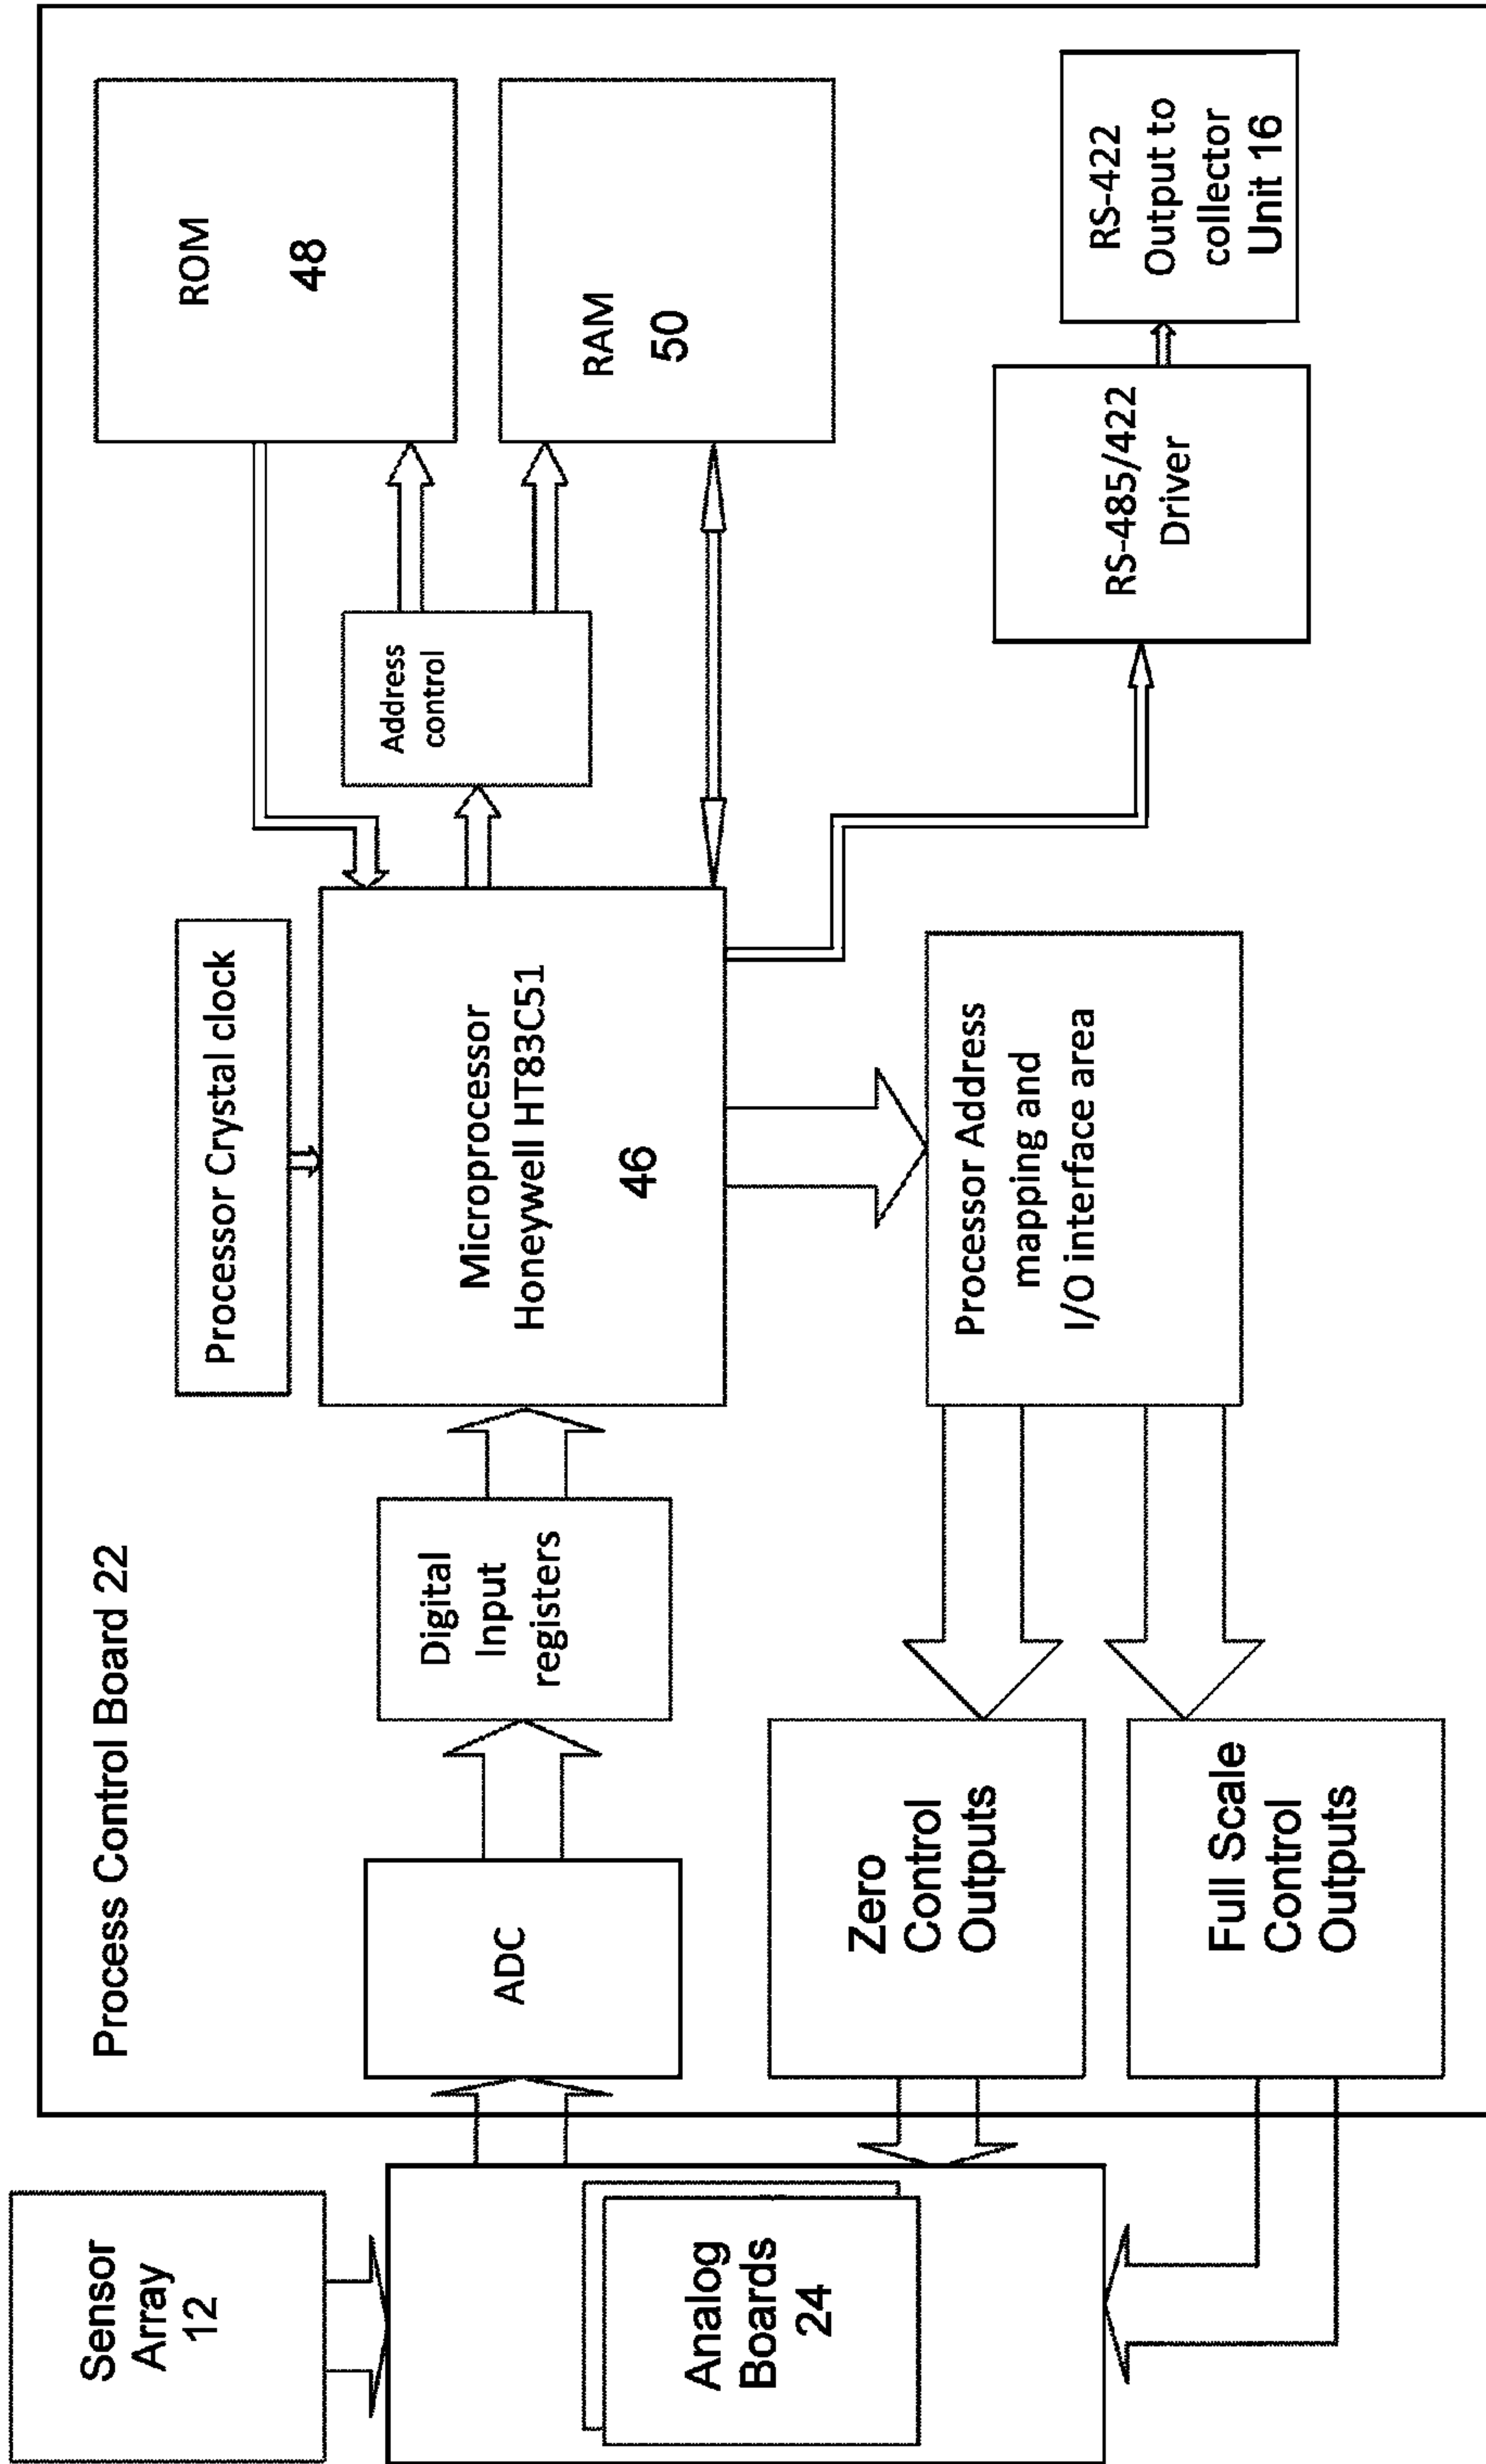 Process Control Board 22
Sensor
Array
12
Analog
Boards
24
ADC
Digital
Input
registers
Processor Crystal clock
Microprocessor
Honeywell HT83C51
46
Address
control
ROM
48
RAM
50
Zero
Control
Outputs
Full Scale
Control
Outputs
Processor Address
mapping and
I/O interface area
RS-485/422
Driver
RS-422
Output to
collector
Unit 16